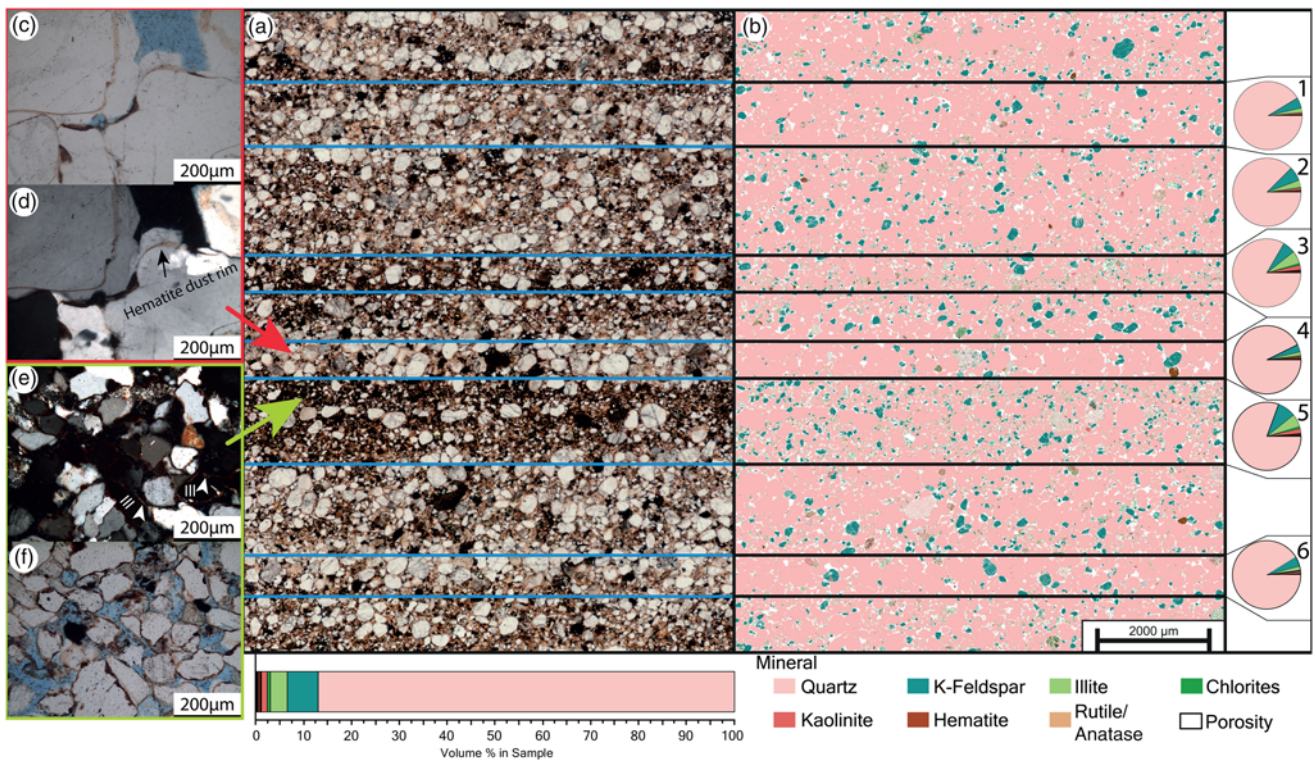 (c)
200µm
(d)
Hematite dust rim
200µm
(e)
III
III
200µm
(f)
200µm
(a)
(b)
1
2
3
4
5
6
2000 µm
0 10 20 30 40 50 60 70 80 90 100
Volume % in Sample
Mineral
Quartz
K-Feldspar
Illite
Chlorites
Kaolinite
Hematite
Rutile/
Anatase
Porosity